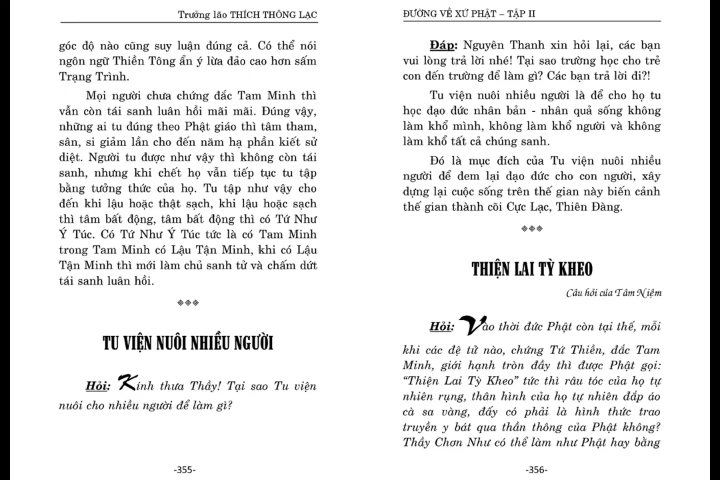 Trưởng lão THÍCH THÔNG LẠC
góc độ nào cũng suy luận dúng cả. Có thể nói
ngôn ngữ Thiền Tông ẩn ý lừa đảo cao hơn sấm
Trạng Trình.
Mọi người chưa chứng đắc Tam Minh thì
vẫn còn tái sanh luân hồi mãi mãi. Đúng vậy,
những ai tu đúng theo Phật giáo thì tâm tham,
sân, si giảm lần cho đến năm hạ phần kiết sử
diệt. Người tu được như vậy thì không còn tái
sanh, nhưng khi chết họ vẫn tiếp tục tu tập
bằng tưởng thức của họ. Tu tập như vậy cho
đến khi lậu hoặc thật sạch, khi lậu hoặc sạch
thì tâm bất động, tâm bất động thì có Tứ Như
Ý Túc. Có Tứ Như Ý Túc tức là có Tam Minh
trong Tam Minh có Lậu Tận Minh, khi có Lậu
Tận Minh thì mới làm chủ sanh tử và chấm dứt
tái sanh luân hồi.
TU VIỆN NUÔI NHIỀU NGƯỜI
Hỏi: Kính thưa Thầy! Tại sao Tu viện
nuôi cho nhiều người để làm gì?
-355-
ĐƯỜNG VỀ XỨ PHẬT – TẬP II
Đáp: Nguyên Thanh xin hỏi lại, các bạn
vui lòng trả lời nhé! Tại sao trường học cho trẻ
con đến trường để làm gì? Các bạn trả lời đi?!
Tu viện nuôi nhiều người là để cho họ tu
học đạo đức nhân bản - nhân quả sống không
làm khổ mình, không làm khổ người và không
làm khổ tất cả chúng sanh.
Đó là mục đích của Tu viện nuôi nhiều
người để đem lại đạo đức cho con người, xây
dựng lại cuộc sống trên thế gian này biến cảnh
thế gian thành cõi Cực Lạc, Thiên Đàng.
THIỆN LAI TỲ KHEO
Câu hỏi của Tâm Niệm
Hỏi: Vào thời đức Phật còn tại thế, mỗi
khi các đệ tử nào, chứng Tứ Thiền, đắc Tam
Minh, giới hạnh tròn đầy thì được Phật gọi:
“Thiện Lai Tỳ Kheo” tức thì râu tóc của họ tự
nhiên rụng, thân hình của họ tự nhiên đắp áo
cà sa vàng, đấy có phải là hình thức trao
truyền y bát qua thần thông của Phật không?
Thầy Chơn Như có thể làm như Phật hay bằng
-356-